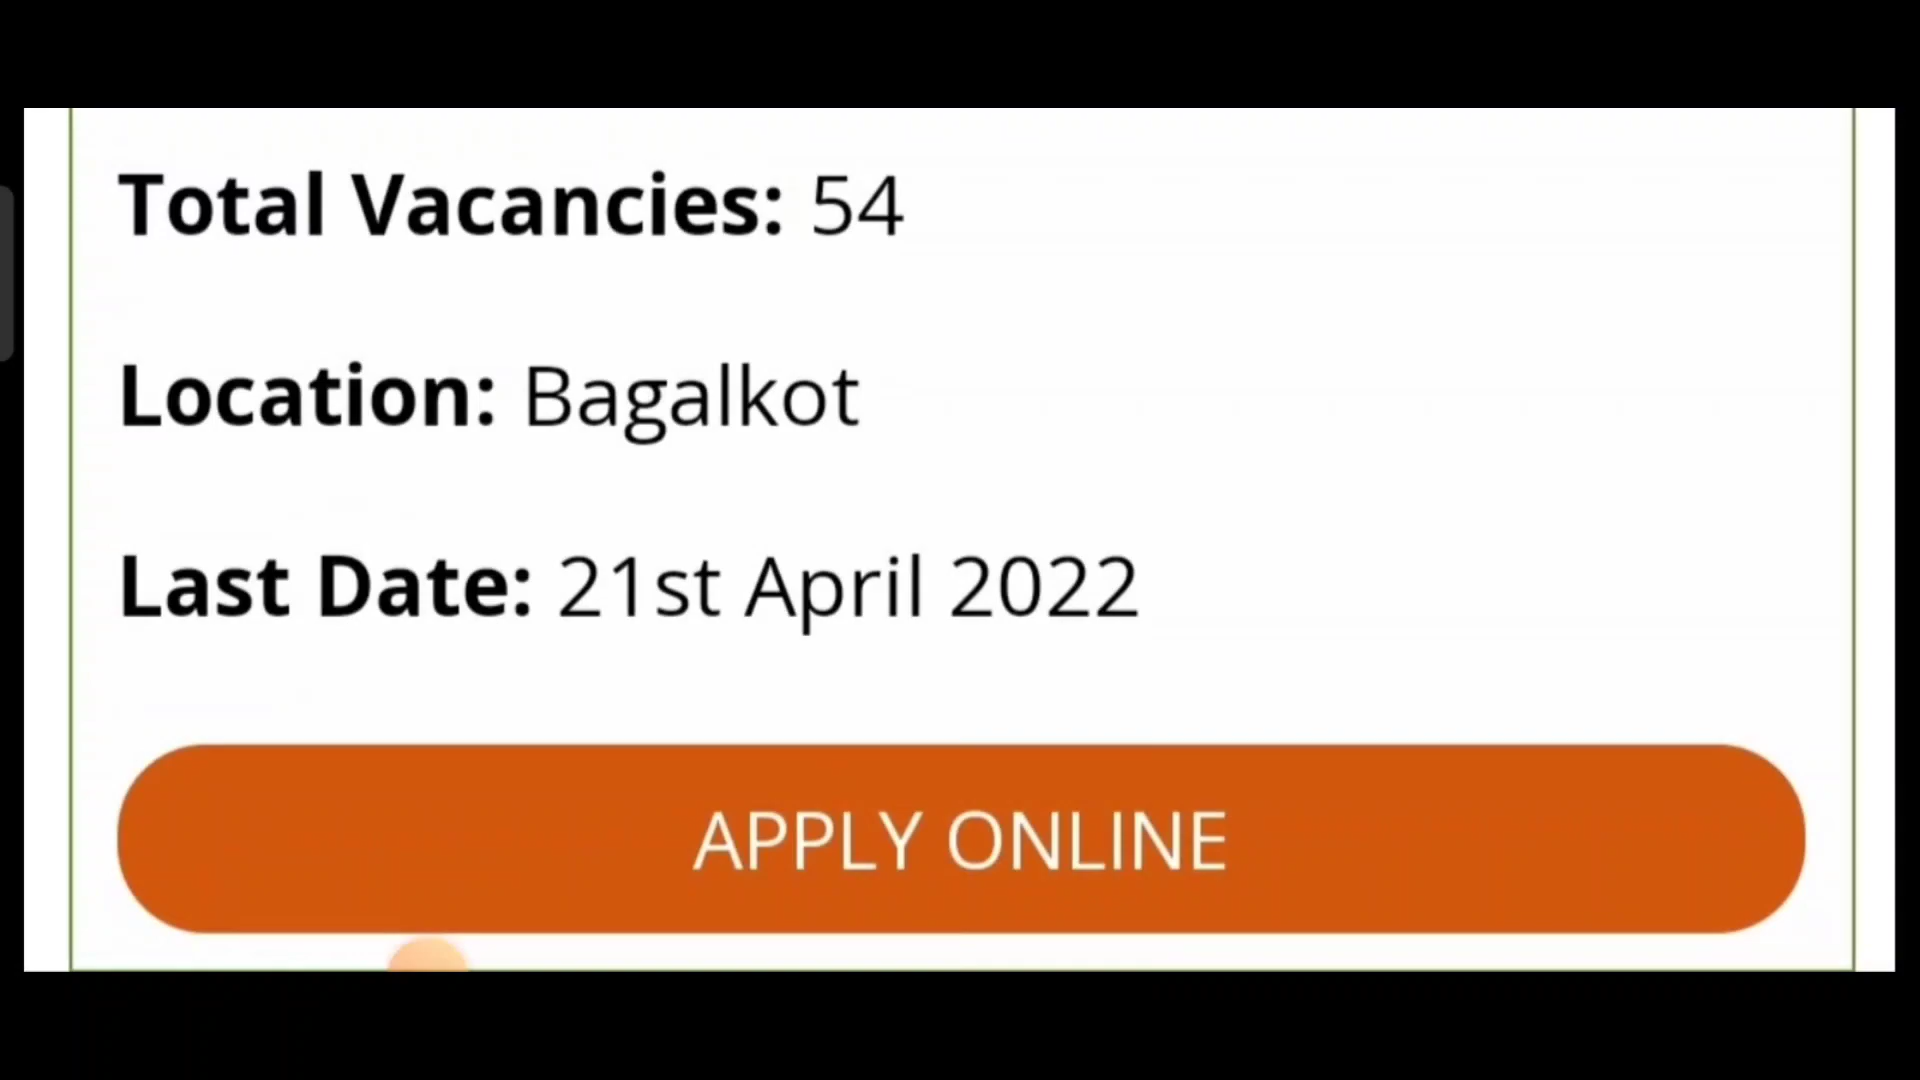 Total Vacancies: 54
Location: Bagalkot
Last Date: 21st April 2022
APPLY ONLINE